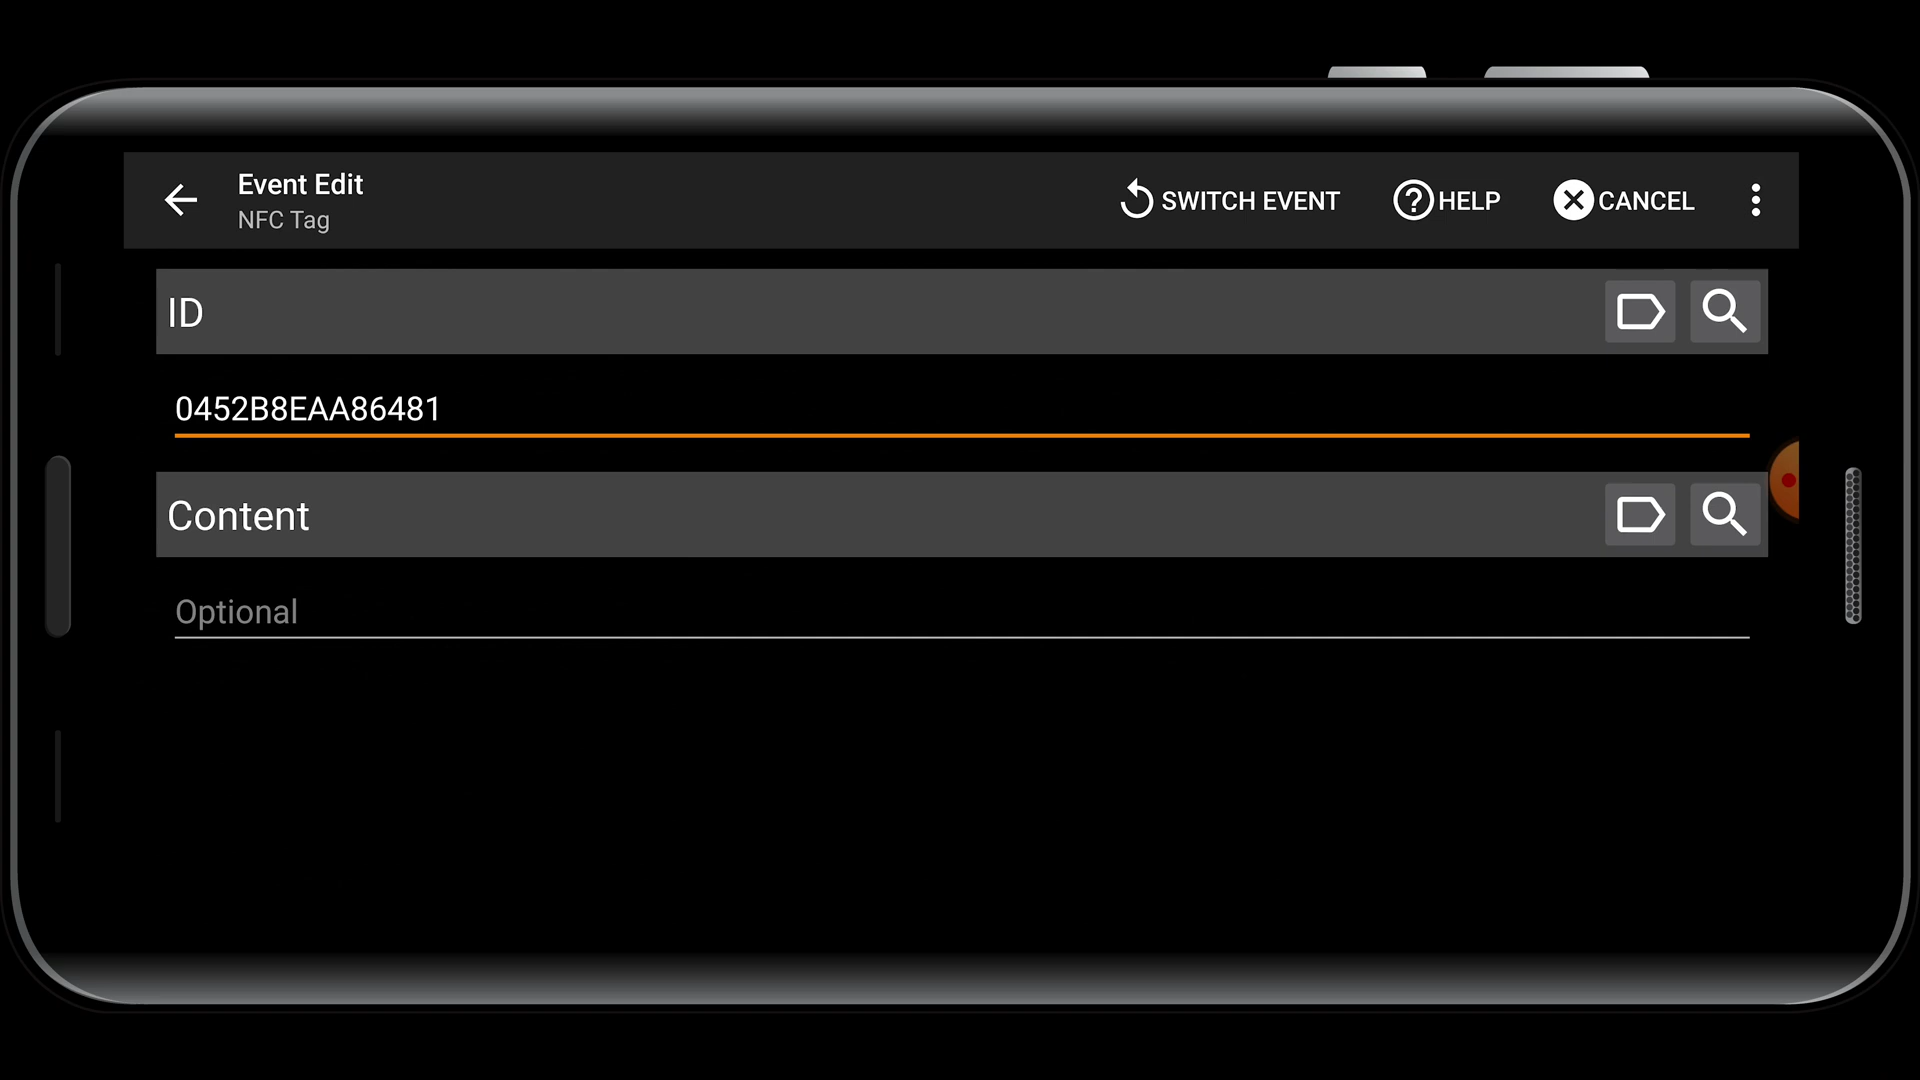 Event Edit
NFC Tag
SWITCH EVENT
HELP
CANCEL
ID
0452B8EAA86481
Content
Optional